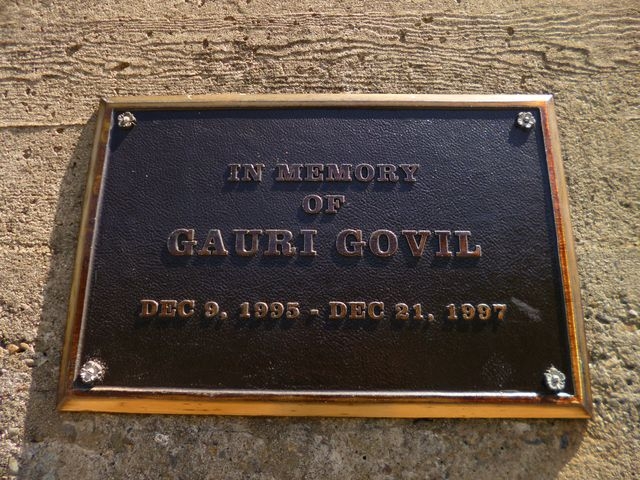 IN MEMORY
OF
GAURI GOVIL
DEC 9, 1995 - DEC 21, 1997